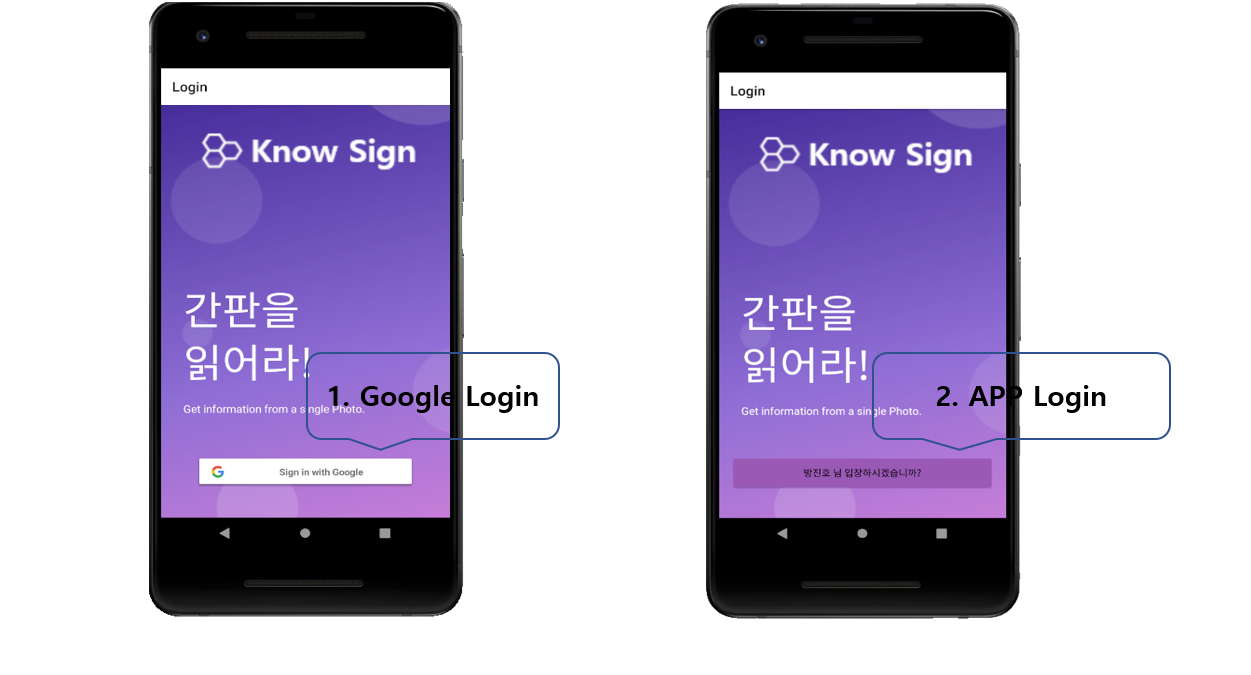 Login
Know Sign
간판을
읽어라!
Get information from a single Photo.
1. Google Login
Sign in with Google
Login
Know Sign
간판을
읽어라!
Get information from a single Photo.
2. APP Login
방진호 님 입장하시겠습니까?